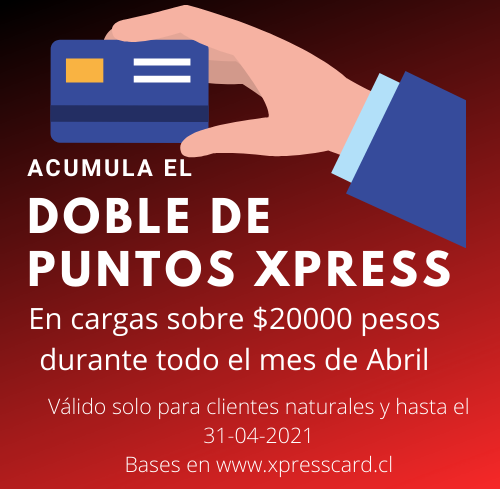 ACUMULA EL
DOBLE DE
PUNTOS XPRESS
En cargas sobre $20000 pesos
durante todo el mes de Abril
Válido solo para clientes naturales y hasta el
31-04-2021
Bases en www.xpresscard.cl